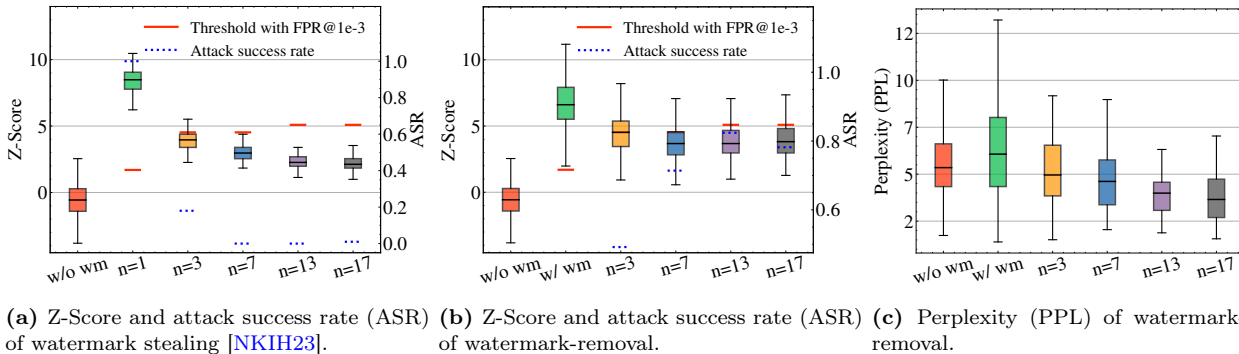 Threshold with FPR@1e-3
Attack success rate
10
5
0
Z-Score
1.0
0.8
0.6
0.4
0.2
0.0
ASR
w/o wm
n=1
n=3
n=7
n=13
n=17
Threshold with FPR@1e-3
Attack success rate
10
5
0
Z-Score
1.0
0.8
0.6
ASR
w/o wm
w/ wm
n=3
n=7
n=13
n=17
12
10
7
5
2
Perplexity (PPL)
w/o wm
w/ wm
n=3
n=7
n=13
n=17
(a) Z-Score and attack success rate (ASR)
of watermark stealing [NKIH23].
(b) Z-Score and attack success rate (ASR)
of watermark-removal.
(c) Perplexity (PPL) of watermark-
removal.